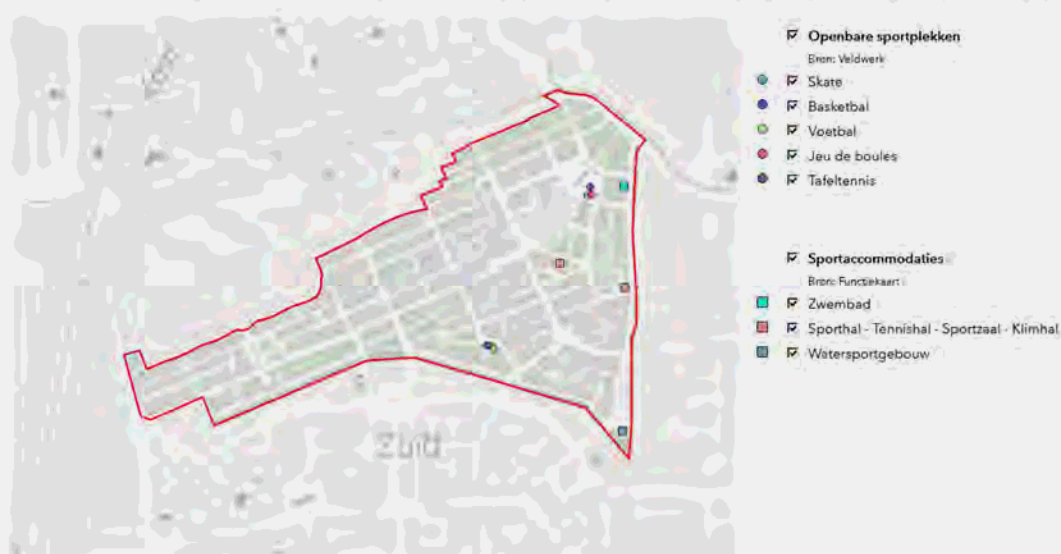 Openbare sportplekken
Bron: Veldwerk
Skate
Basketbal
Voetbal
Jeu de boules
Tafeltennis
Sportaccommodaties
Bron: Functiekaart
Zwembad
Sporthal - Tennishal - Sportzaal - Klimhal
Watersportgebouw
Zuid